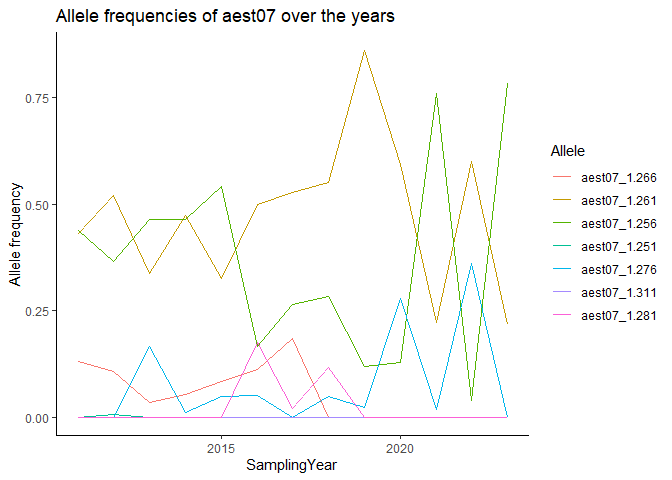 Allele frequencies of aest07 over the years
Allele frequency
0.75
0.50
0.25
0.00
2015
2020
SamplingYear
Allele
aest07_1.266
aest07_1.261
aest07_1.256
aest07_1.251
aest07_1.276
aest07_1.311
aest07_1.281